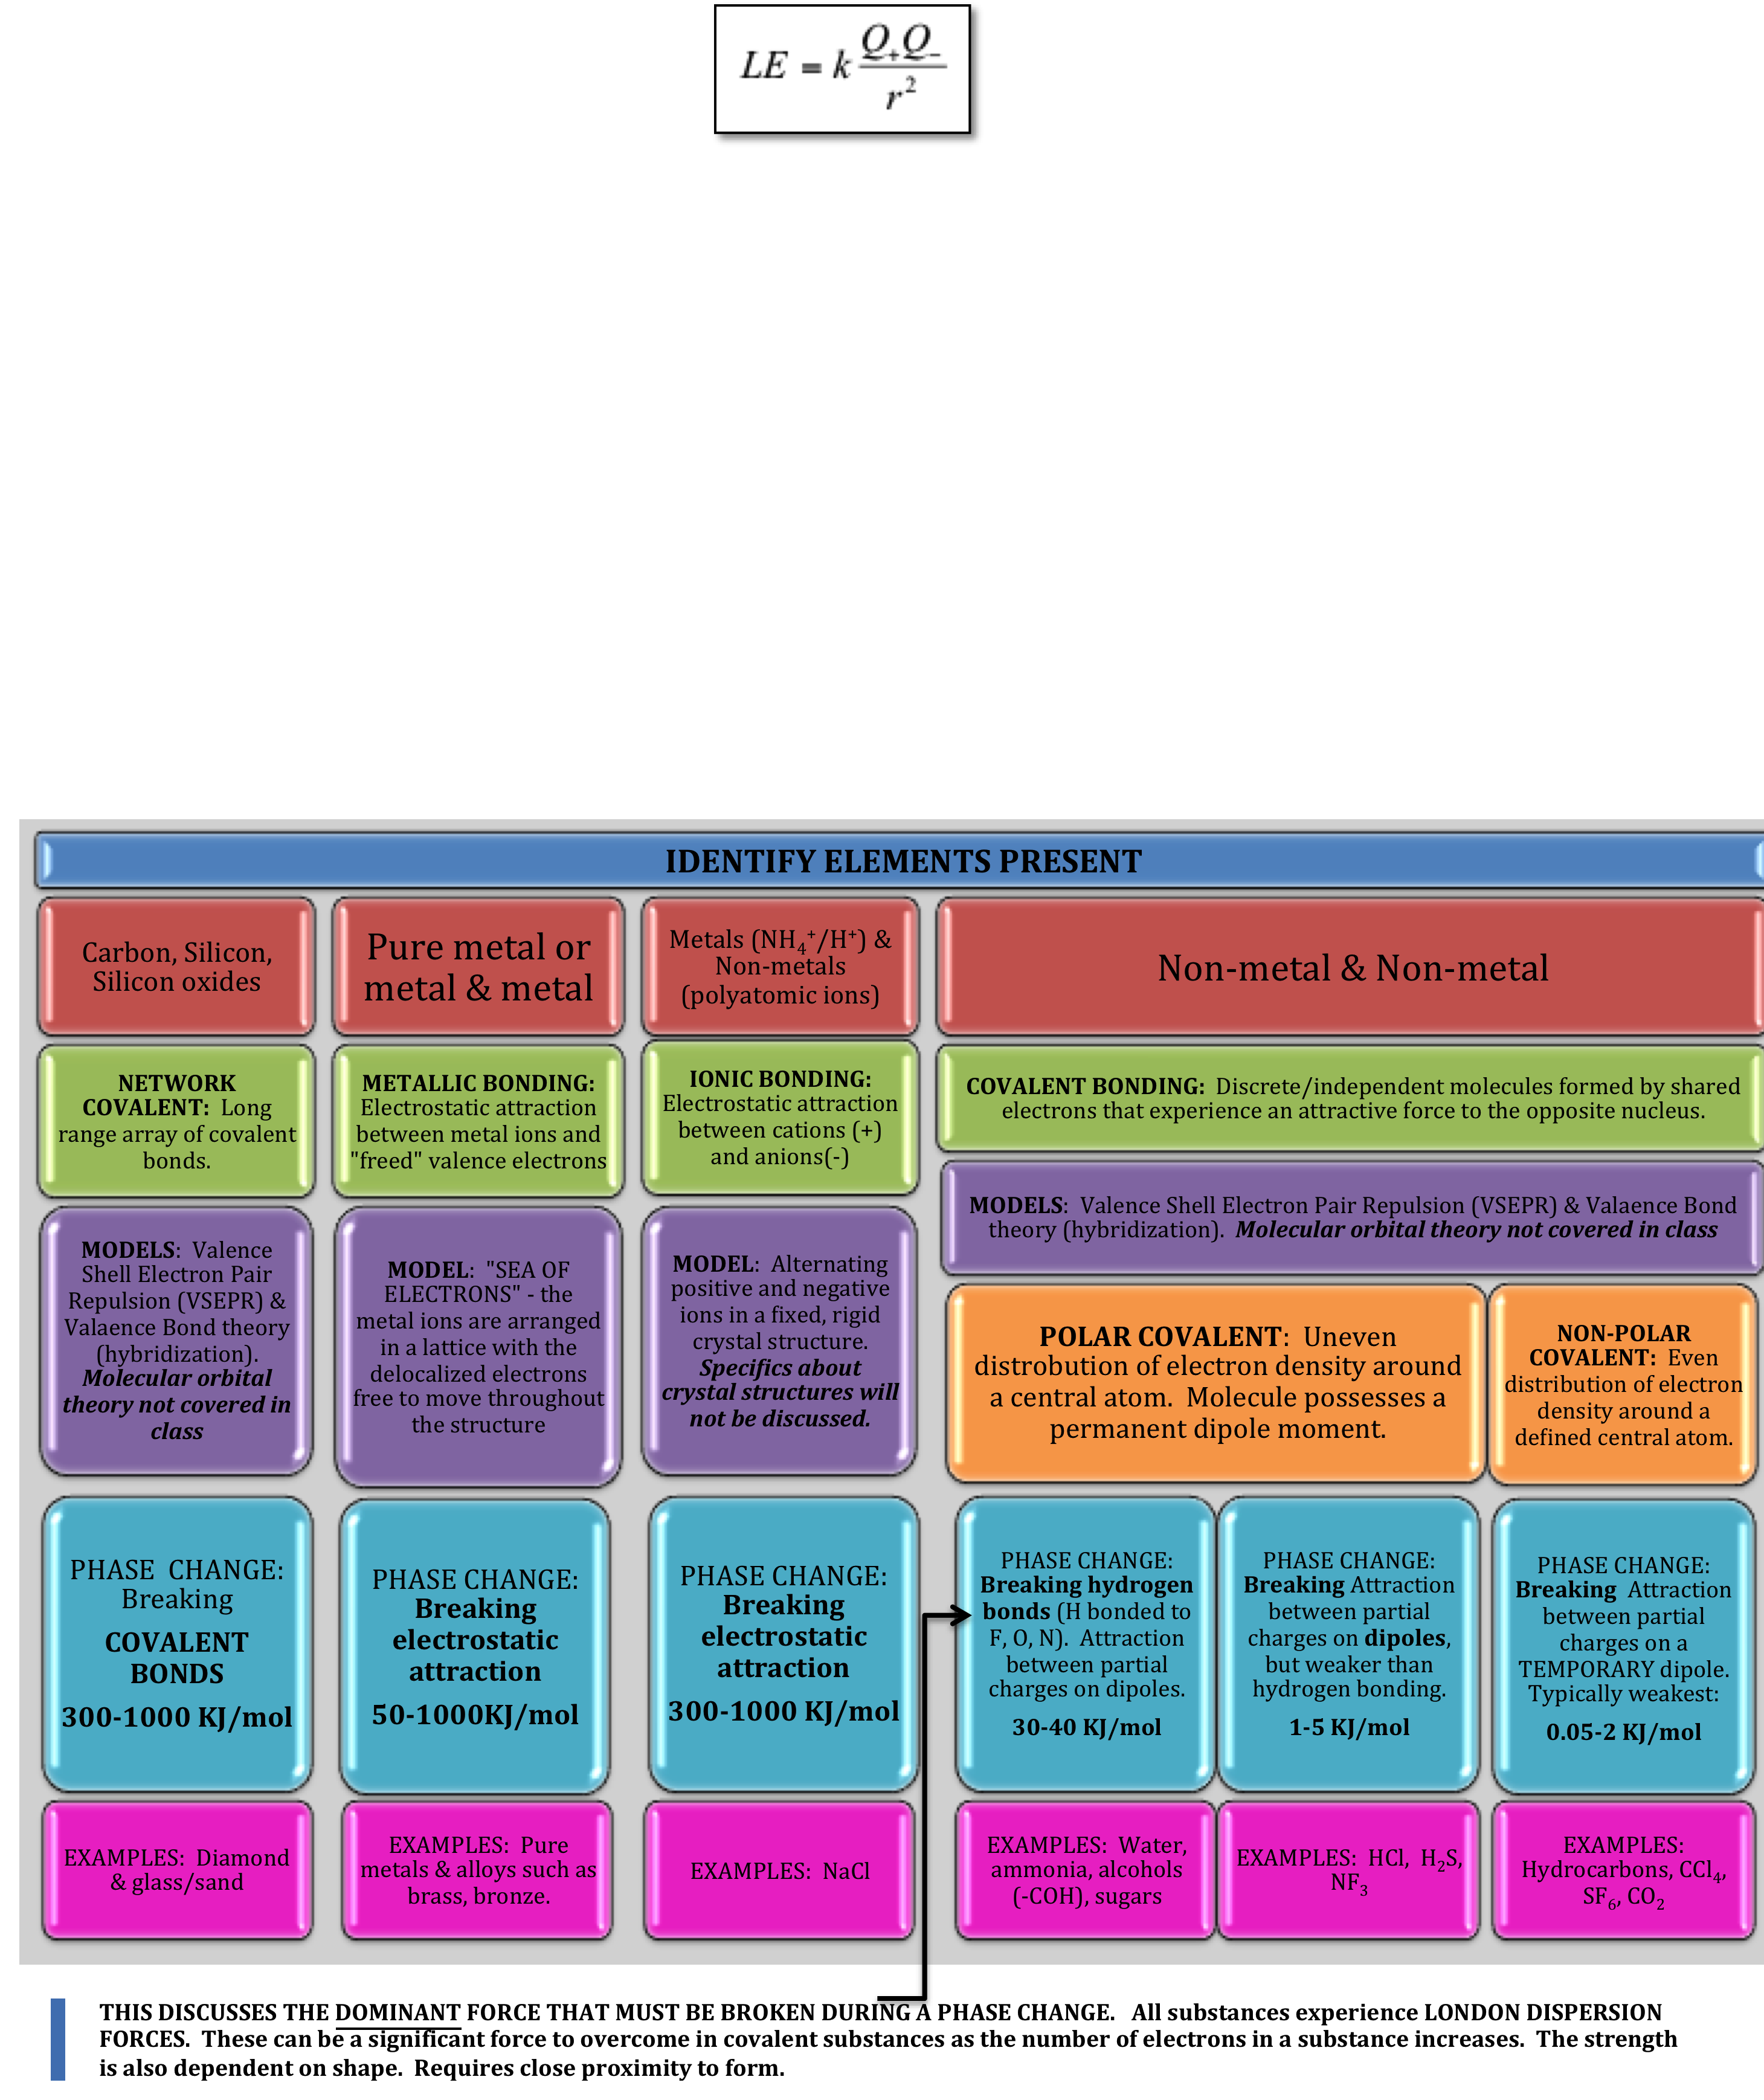 LE = k Q+Q- / r²
IDENTIFY ELEMENTS PRESENT
Carbon, Silicon,
Silicon oxides
Pure metal or
metal & metal
Metals (NH₄⁺/H⁺) &
Non-metals
(polyatomic ions)
Non-metal & Non-metal
NETWORK
COVALENT: Long
range array of covalent
bonds.
METALLIC BONDING:
Electrostatic attraction
between metal ions and
"freed" valence electrons
IONIC BONDING:
Electrostatic attraction
between cations (+)
and anions(-)
COVALENT BONDING: Discrete/independent molecules formed by shared
electrons that experience an attractive force to the opposite nucleus.
MODELS: Valence
Shell Electron Pair
Repulsion (VSEPR) &
Valaence Bond theory
(hybridization).
Molecular orbital
theory not covered in
class
MODEL: "SEA OF
ELECTRONS" - the
metal ions are arranged
in a lattice with the
delocalized electrons
free to move throughout
the structure
MODEL: Alternating
positive and negative
ions in a fixed, rigid
crystal structure.
Specifics about
crystal structures will
not be discussed.
MODELS: Valence Shell Electron Pair Repulsion (VSEPR) & Valaence Bond
theory (hybridization). Molecular orbital theory not covered in class
POLAR COVALENT: Uneven
distrobution of electron density around
a central atom. Molecule possesses a
permanent dipole moment.
NON-POLAR
COVALENT: Even
distribution of electron
density around a
defined central atom.
PHASE CHANGE:
Breaking
COVALENT
BONDS
300-1000 KJ/mol
PHASE CHANGE:
Breaking
electrostatic
attraction
50-1000KJ/mol
PHASE CHANGE:
Breaking
electrostatic
attraction
300-1000 KJ/mol
PHASE CHANGE:
Breaking hydrogen
bonds (H bonded to
F, O, N). Attraction
between partial
charges on dipoles.
30-40 KJ/mol
PHASE CHANGE:
Breaking Attraction
between partial
charges on dipoles,
but weaker than
hydrogen bonding.
1-5 KJ/mol
PHASE CHANGE:
Breaking Attraction
between partial
charges on a
TEMPORARY dipole.
Typically weakest:
0.05-2 KJ/mol
EXAMPLES: Diamond
& glass/sand
EXAMPLES: Pure
metals & alloys such as
brass, bronze.
EXAMPLES: NaCl
EXAMPLES: Water,
ammonia, alcohols
(-COH), sugars
EXAMPLES: HCl, H₂S,
NF₃
EXAMPLES:
Hydrocarbons, CCl₄,
SF₆, CO₂
THIS DISCUSSES THE DOMINANT FORCE THAT MUST BE BROKEN DURING A PHASE CHANGE. All substances experience LONDON DISPERSION
FORCES. These can be a significant force to overcome in covalent substances as the number of electrons in a substance increases. The strength
is also dependent on shape. Requires close proximity to form.